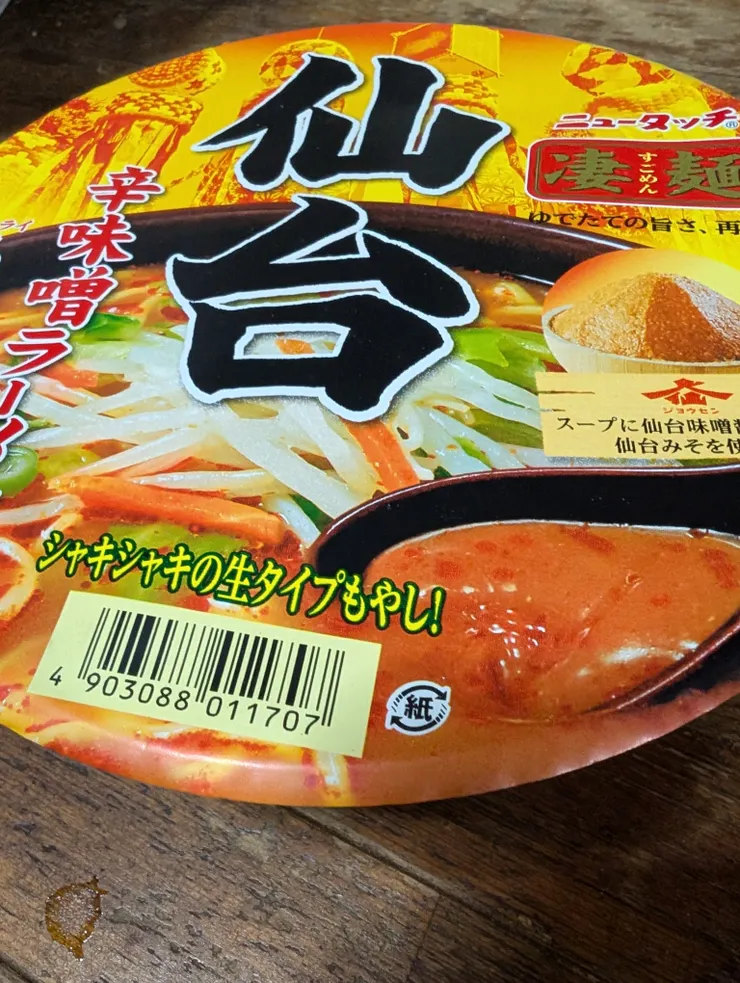 仙台
辛味噌ラーメン
ニュータッチ®
凄麺
すごめん
ゆでたての旨さ、再
仙
ジョウセン
スープに仙台味噌
仙台みそを使
シャキシャキの生タイプもやし!
4 903088 011707
紙